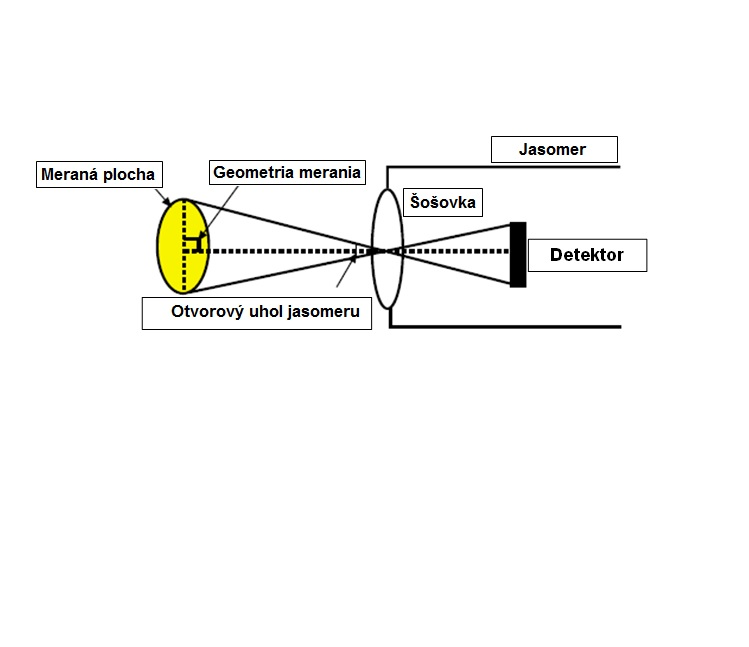 Jasomer
Meraná plocha
Geometria merania
Šošovka
Detektor
Otvorový uhol jasomeru